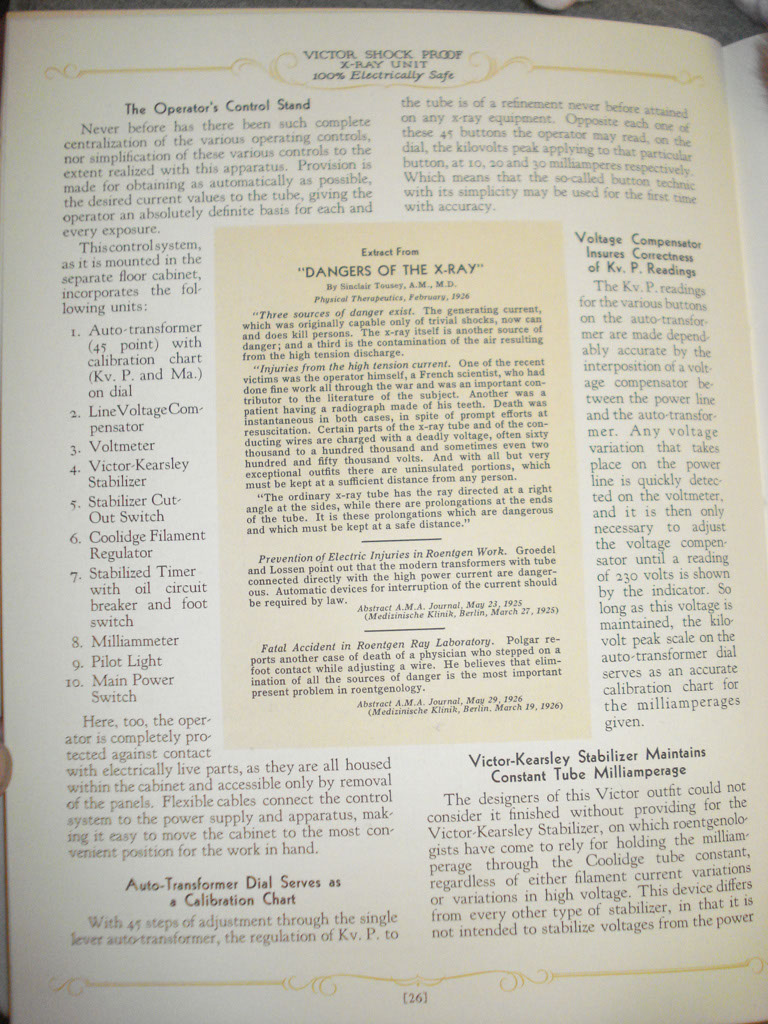 VICTOR SHOCK PROOF
X-RAY UNIT
100% Electrically Safe
The Operator's Control Stand
Never before has there been such complete
centralization of the various operating controls,
nor simplification of these various controls to the
extent realized with this apparatus. Provision is
made for obtaining as automatically as possible,
the desired current values to the tube, giving the
operator an absolutely definite basis for each and
every exposure.
This control system,
as it is mounted in the
separate floor cabinet,
incorporates the fol-
lowing units:
1. Auto-transformer
(45 point) with
calibration chart
(Kv. P. and Ma.)
on dial
2. Line Voltage Com-
pensator
3. Voltmeter
4. Victor-Kearsley
Stabilizer
5. Stabilizer Cut-
Out Switch
6. Coolidge Filament
Regulator
7. Stabilized Timer
with oil circuit
breaker and foot
switch
8. Milliammeter
9. Pilot Light
10. Main Power
Switch
Here, too, the oper-
ator is completely pro-
tected against contact
with electrically live parts, as they are all housed
within the cabinet and accessible only by removal
of the panels. Flexible cables connect the control
system to the power supply and apparatus, mak-
ing it easy to move the cabinet to the most con-
venient position for the work in hand.
Auto-Transformer Dial Serves as
a Calibration Chart
With 45 steps of adjustment through the single
lever auto-transformer, the regulation of Kv. P. to
the tube is of a refinement never before attained
on any x-ray equipment. Opposite each one of
these 45 buttons the operator may read, on the
dial, the kilovolts peak applying to that particular
button, at 10, 20 and 30 milliamperes respectively.
Which means that the so-called button technic
with its simplicity may be used for the first time
with accuracy.
Extract From
"DANGERS OF THE X-RAY"
By Sinclair Tousey, A.M., M.D.
Physical Therapeutics, February, 1926
"Three sources of danger exist. The generating current,
which was originally capable only of trivial shocks, now can
and does kill persons. The x-ray itself is another source of
danger; and a third is the contamination of the air resulting
from the high tension discharge.
"Injuries from the high tension current. One of the recent
victims was the operator himself, a French scientist, who had
done fine work all through the war and was an important con-
tributor to the literature of the subject. Another was a
patient having a radiograph made of his teeth. Death was
instantaneous in both cases, in spite of prompt efforts at
resuscitation. Certain parts of the x-ray tube and of the con-
ducting wires are charged with a deadly voltage, often sixty
thousand to a hundred thousand and sometimes even two
hundred and fifty thousand volts. And with all but very
exceptional outfits there are uninsulated portions, which
must be kept at a sufficient distance from any person.
"The ordinary x-ray tube has the ray directed at a right
angle at the sides, while there are prolongations at the ends
of the tube. It is these prolongations which are dangerous
and which must be kept at a safe distance."
Prevention of Electric Injuries in Roentgen Work. Groedel
and Lossen point out that the modern transformers with tube
connected directly with the high power current are danger-
ous. Automatic devices for interruption of the current should
be required by law.
Abstract A.M.A. Journal, May 23, 1925
(Medizinische Klinik, Berlin, March 27, 1925)
Fatal Accident in Roentgen Ray Laboratory. Polgar re-
ports another case of death of a physician who stepped on a
foot contact while adjusting a wire. He believes that elim-
ination of all the sources of danger is the most important
present problem in roentgenology.
Abstract A.M.A. Journal, May 29, 1926
(Medizinische Klinik, Berlin. March 19, 1926)
Voltage Compensator
Insures Correctness
of Kv. P. Readings
The Kv. P. readings
for the various buttons
on the auto-transfor-
mer are made depend-
ably accurate by the
interposition of a volt-
age compensator be-
tween the power line
and the auto-transfor-
mer. Any voltage
variation that takes
place on the power
line is quickly detec-
ted on the voltmeter,
and it is then only
necessary to adjust
the voltage compen-
sator until a reading
of 230 volts is shown
by the indicator. So
long as this voltage is
maintained, the kilo-
volt peak scale on the
auto-transformer dial
serves as an accurate
calibration chart for
the milliamperages
given.
Victor-Kearsley Stabilizer Maintains
Constant Tube Milliamperage
The designers of this Victor outfit could not
consider it finished without providing for the
Victor-Kearsley Stabilizer, on which roentgenolo-
gists have come to rely for holding the milliam-
perage through the Coolidge tube constant,
regardless of either filament current variations
or variations in high voltage. This device differs
from every other type of stabilizer, in that it is
not intended to stabilize voltages from the power
[26]